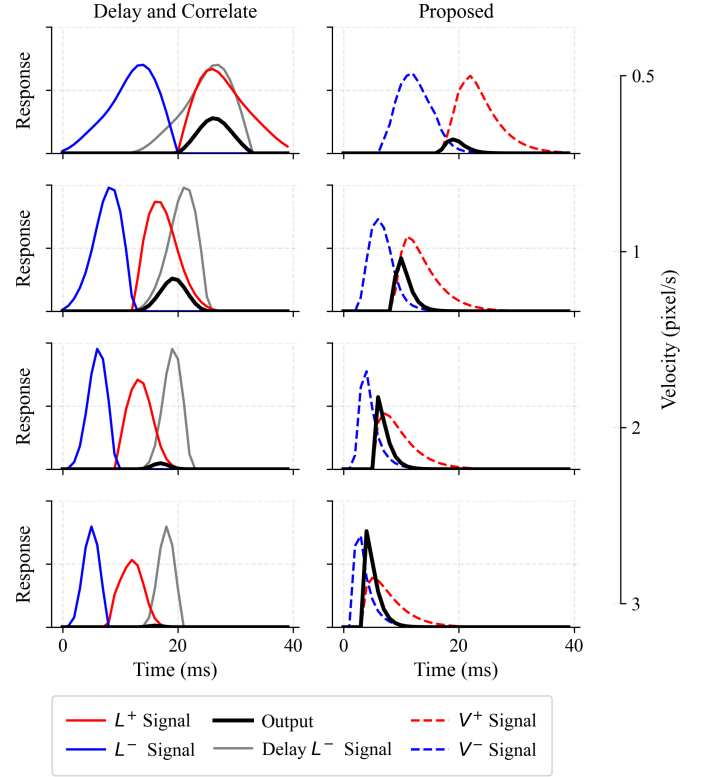 Delay and Correlate
Proposed
Response
0.5
Response
1
Velocity (pixel/s)
Response
2
Response
3
0 20 40
0 20 40
Time (ms)
Time (ms)
L⁺ Signal Output V⁺ Signal
L⁻ Signal Delay L⁻ Signal V⁻ Signal